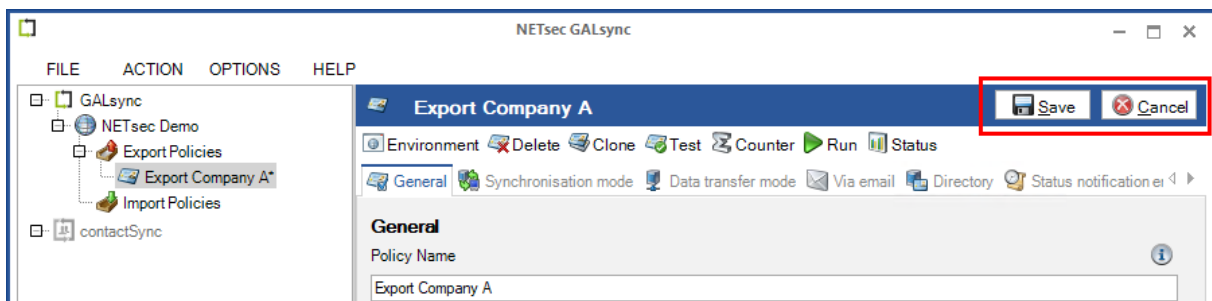 NETsec GALsync
FILE ACTION OPTIONS HELP
GALsync
NETsec Demo
Export Policies
Export Company A*
Import Policies
contactSync
Export Company A
Save Cancel
Environment Delete Clone Test Counter Run Status
General Synchronisation mode Data transfer mode Via email Directory Status notification
General
Policy Name
Export Company A